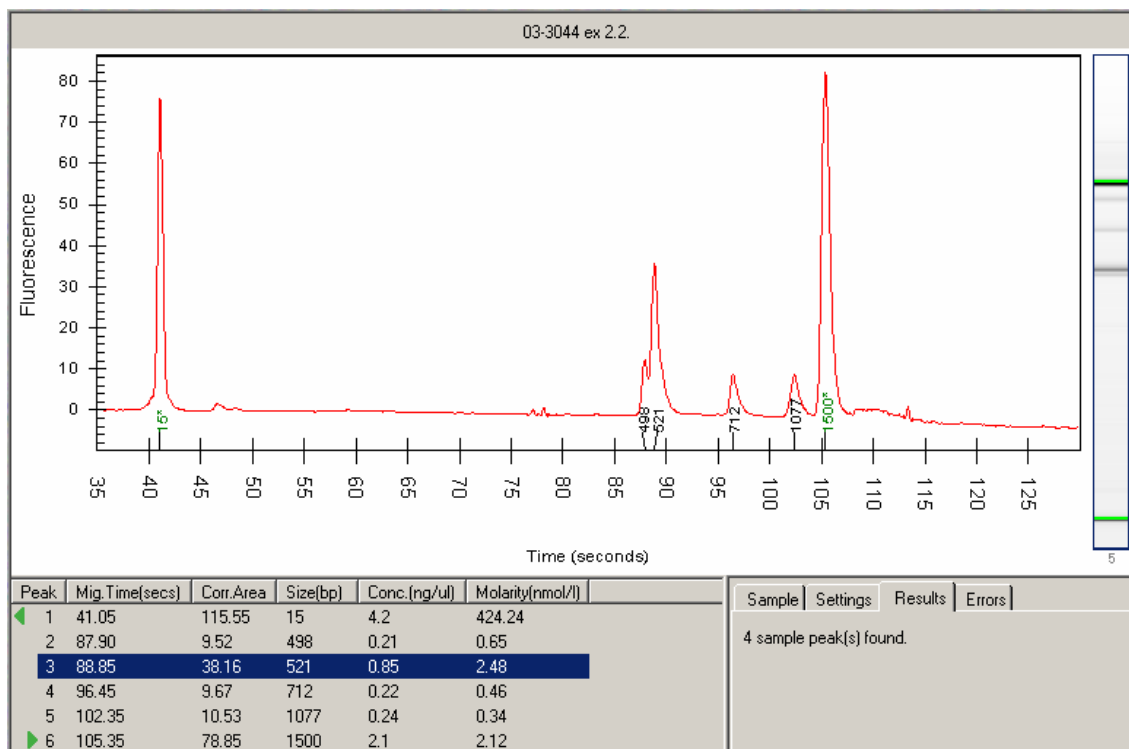 03-3044 ex 2.2.
80
70
60
50
40
30
20
10
0
Fluorescence
15*
498
521
712
1077
1500*
35 40 45 50 55 60 65 70 75 80 85 90 95 100 105 110 115 120 125
Time (seconds)
5
Peak Mig.Time(secs) Corr.Area Size(bp) Conc.(ng/ul) Molarity(nmol/l)
1 41.05 115.55 15 4.2 424.24
2 87.90 9.52 498 0.21 0.65
3 88.85 38.16 521 0.85 2.48
4 96.45 9.67 712 0.22 0.46
5 102.35 10.53 1077 0.24 0.34
6 105.35 78.85 1500 2.1 2.12
Sample Settings Results Errors
4 sample peak(s) found.